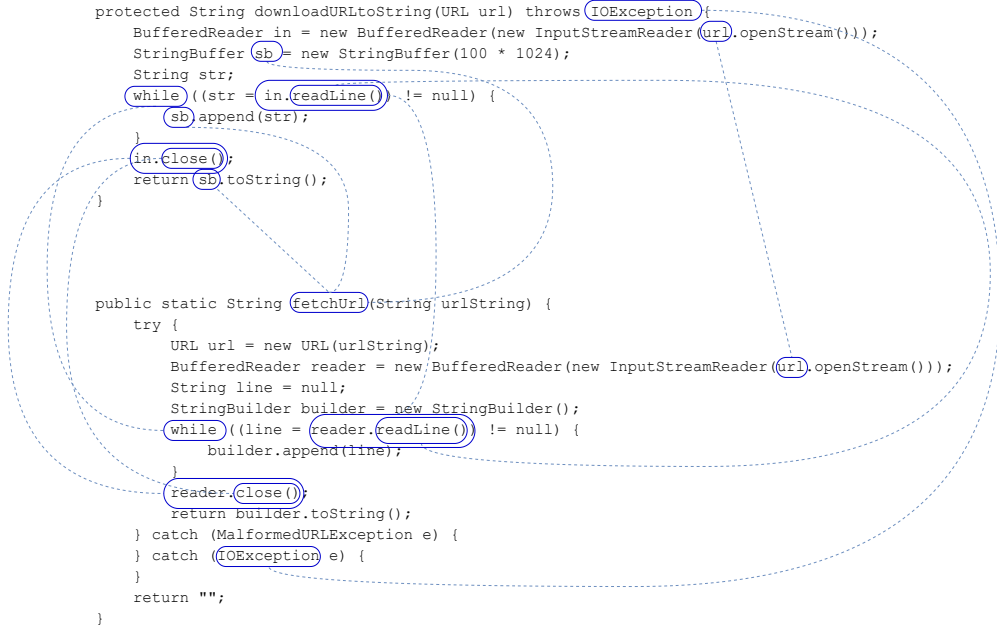 protected String downloadURLtoString(URL url) throws IOException {
    BufferedReader in = new BufferedReader(new InputStreamReader(url.openStream()));
    StringBuffer sb = new StringBuffer(100 * 1024);
    String str;
    while ((str = in.readLine()) != null) {
        sb.append(str);
    }
    in.close();
    return sb.toString();
}
public static String fetchUrl(String urlString) {
    try {
        URL url = new URL(urlString);
        BufferedReader reader = new BufferedReader(new InputStreamReader(url.openStream()));
        String line = null;
        StringBuilder builder = new StringBuilder();
        while ((line = reader.readLine()) != null) {
            builder.append(line);
        }
        reader.close();
        return builder.toString();
    } catch (MalformedURLException e) {
    } catch (IOException e) {
    }
    return "";
}